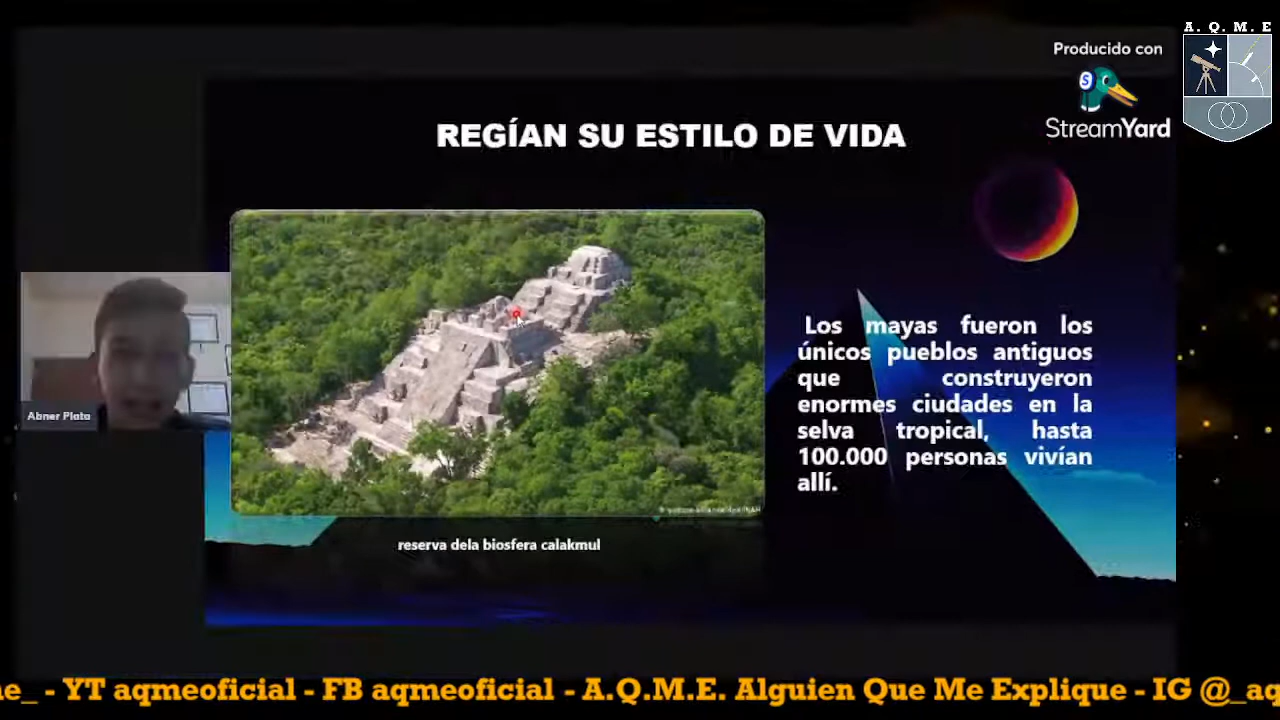 A. Q. M. E
Producido con
S
StreamYard
REGÍAN SU ESTILO DE VIDA
Los mayas fueron los
únicos pueblos antiguos
que construyeron
enormes ciudades en la
selva tropical, hasta
100.000 personas vivían
allí.
Abner Plata
reserva dela biosfera calakmul
e_ - YT aqmeoficial - FB aqmeoficial - A.Q.M.E. Alguien Que Me Explique - IG @_aq